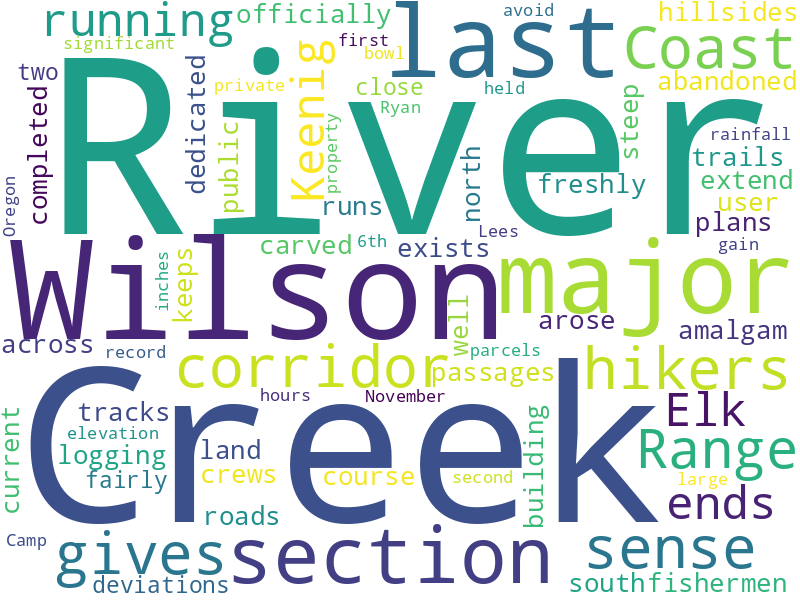 running
officially
last
avoid
hillsides
significant
first
bowl
Coast
two
River
dedicated
private
Keenig
close
held
abandoned
completed
public
property
Ryan
steep
rainfall
trails
Oregon
runs
north
freshly
extend
user
plans
Lees
carved
6th
exists
gain
Wilson
major
inches
keeps
well
arose
amalgam
across
record
corridor
parcels
passages
hikers
Creek
hours
November
Elk
tracks
elevation
current
logging
land
building
Range
fairly
crews
course
second
large
ends
roads
Camp
gives
section
sense
deviations
south
fishermen